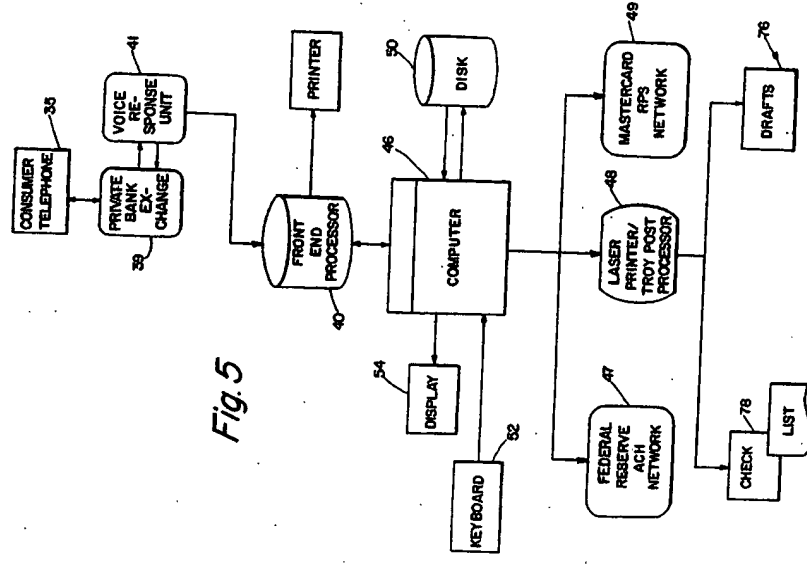 35
CONSUMER
TELEPHONE
41
VOICE
RE-
SPONSE
UNIT
PRIVATE
BANK
EX-
CHANGE
39
PRINTER
FRONT
END
PROCESSOR
40
Fig. 5
50
DISK
46
COMPUTER
54
DISPLAY
52
KEYBOARD
47
FEDERAL
RESERVE
ACH
NETWORK
48
LASER
PRINTER/
TROY POST
PROCESSOR
49
MASTERCARD
RPS
NETWORK
78
CHECK
LIST
76
DRAFTS